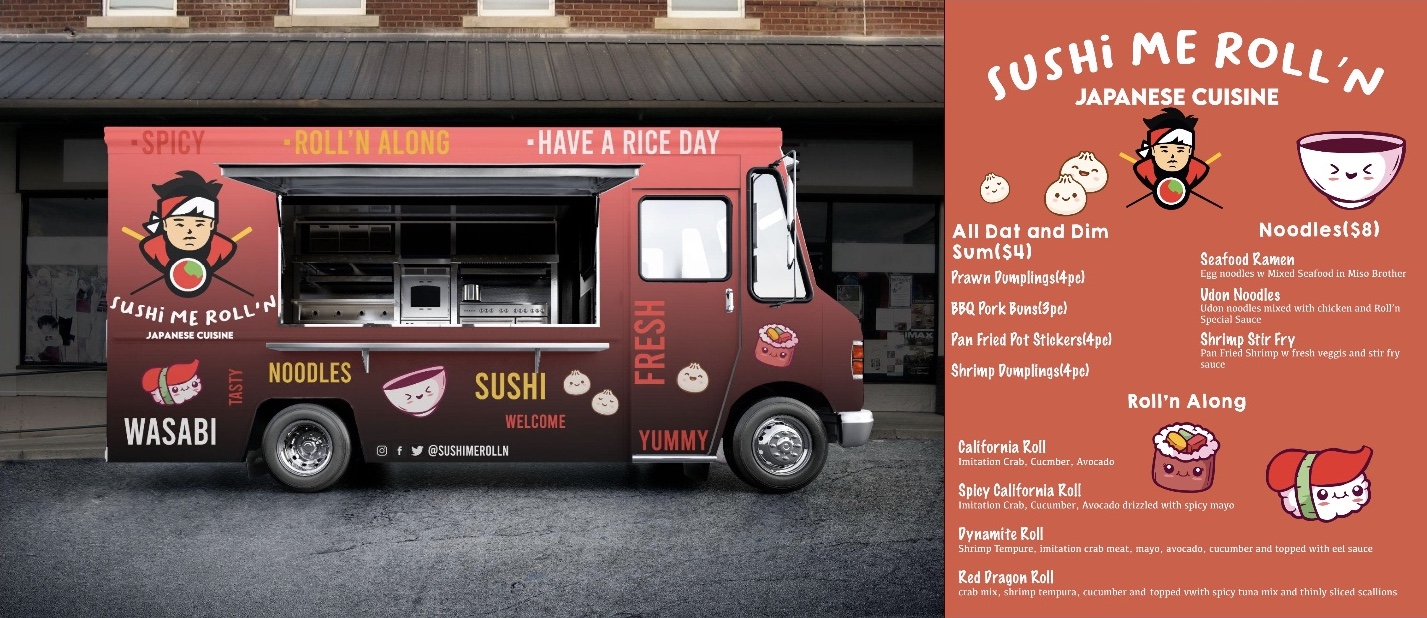 ·SPICY ·ROLL'N ALONG ·HAVE A RICE DAY
SUSHi ME ROLL'N
JAPANESE CUISINE
FRESH
TASTY
NOODLES
SUSHI
WELCOME
WASABI
YUMMY
@SUSHIMEROLLN
IMAX
SUSHi ME ROLL'N
JAPANESE CUISINE
All Dat and Dim
Sum($4)
Prawn Dumplings(4pc)
BBQ Pork Buns(3pc)
Pan Fried Pot Stickers(4pc)
Shrimp Dumplings(4pc)
Noodles($8)
Seafood Ramen
Egg noodles w Mixed Seafood in Miso Brother
Udon Noodles
Udon noodles mixed with chicken and Roll'n
Special Sauce
Shrimp Stir Fry
Pan Fried Shrimp w fresh veggis and stir fry
sauce
Roll'n Along
California Roll
Imitation Crab, Cucmber, Avocado
Spicy California Roll
Imitation Crab, Cucumber, Avocado drizzled with spicy mayo
Dynamite Roll
Shrimp Tempure, imitation crab meat, mayo, avocado, cucumber and topped with eel sauce
Red Dragon Roll
crab mix, shrimp tempura, cucumber and topped vwith spicy tuna mix and thinly sliced scallions